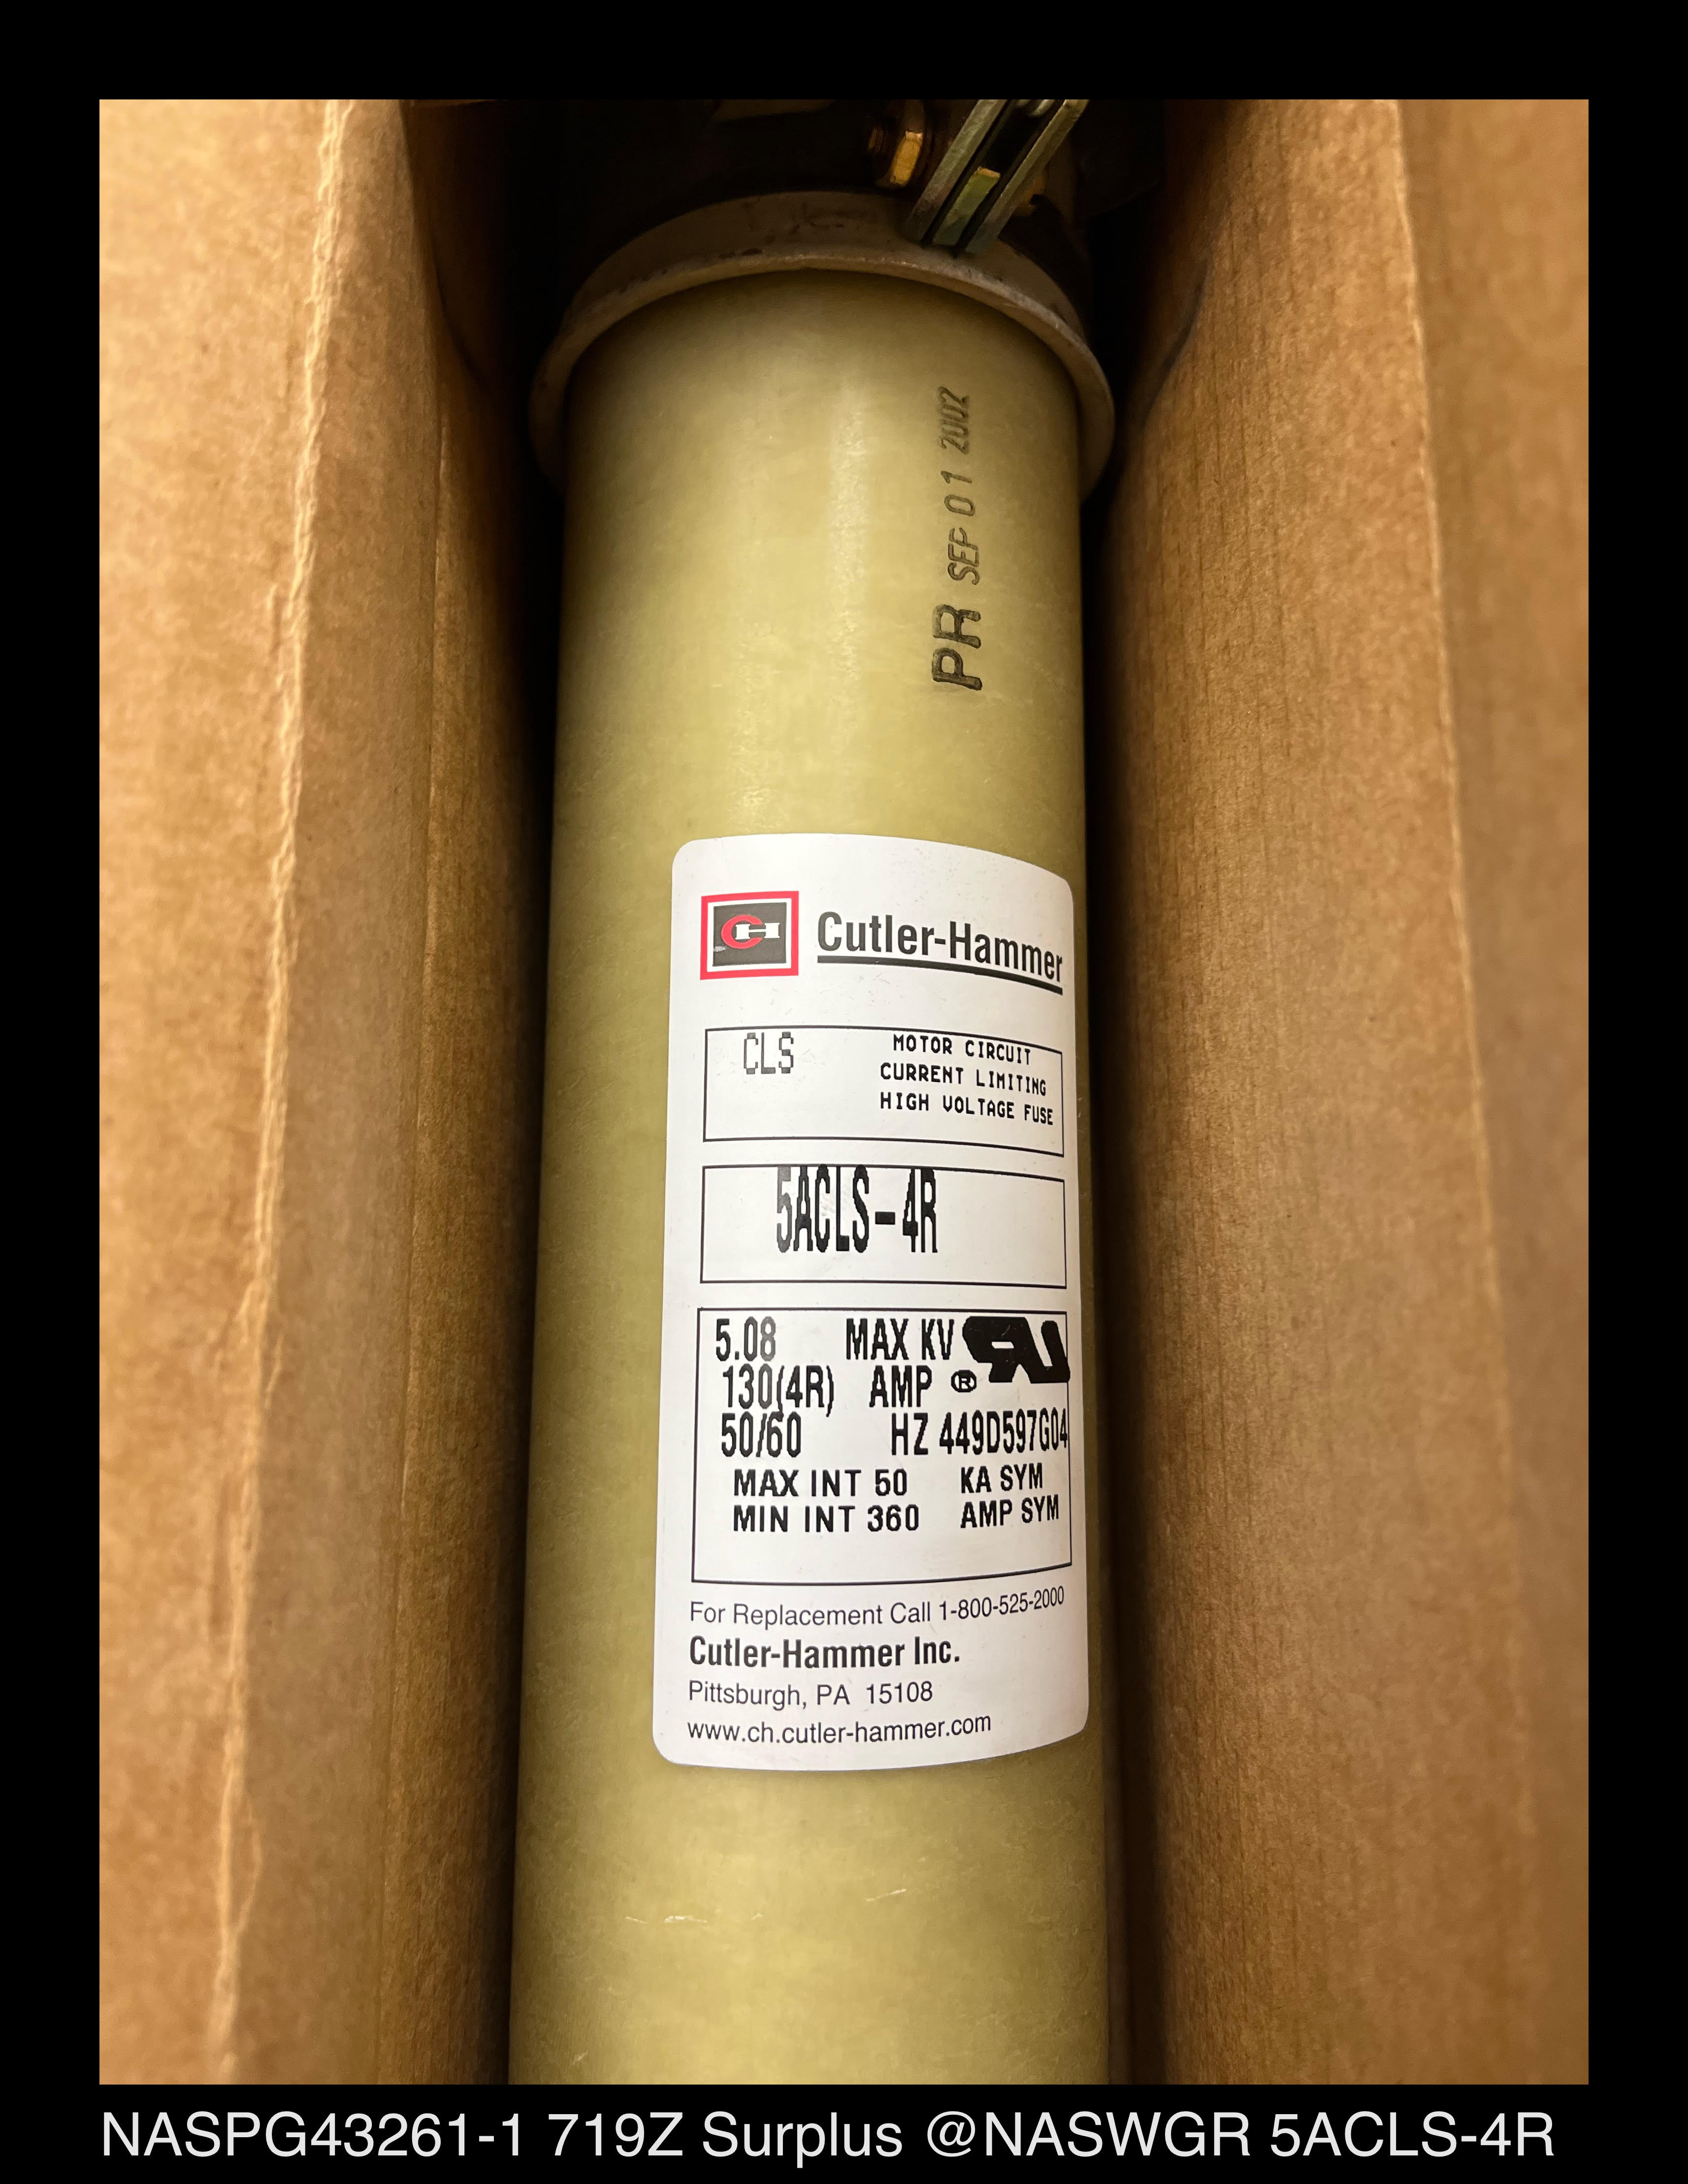 PR SEP 01 2002
CH Cutler-Hammer
CLS
MOTOR CIRCUIT
CURRENT LIMITING
HIGH VOLTAGE FUSE
5ACLS-4R
5.08 MAX KV
130(4R) AMP ®
50/60 HZ 449D597G04
MAX INT 50 KA SYM
MIN INT 360 AMP SYM
For Replacement Call 1-800-525-2000
Cutler-Hammer Inc.
Pittsburgh, PA 15108
www.ch.cutler-hammer.com
NASPG43261-1 719Z Surplus @NASWGR 5ACLS-4R